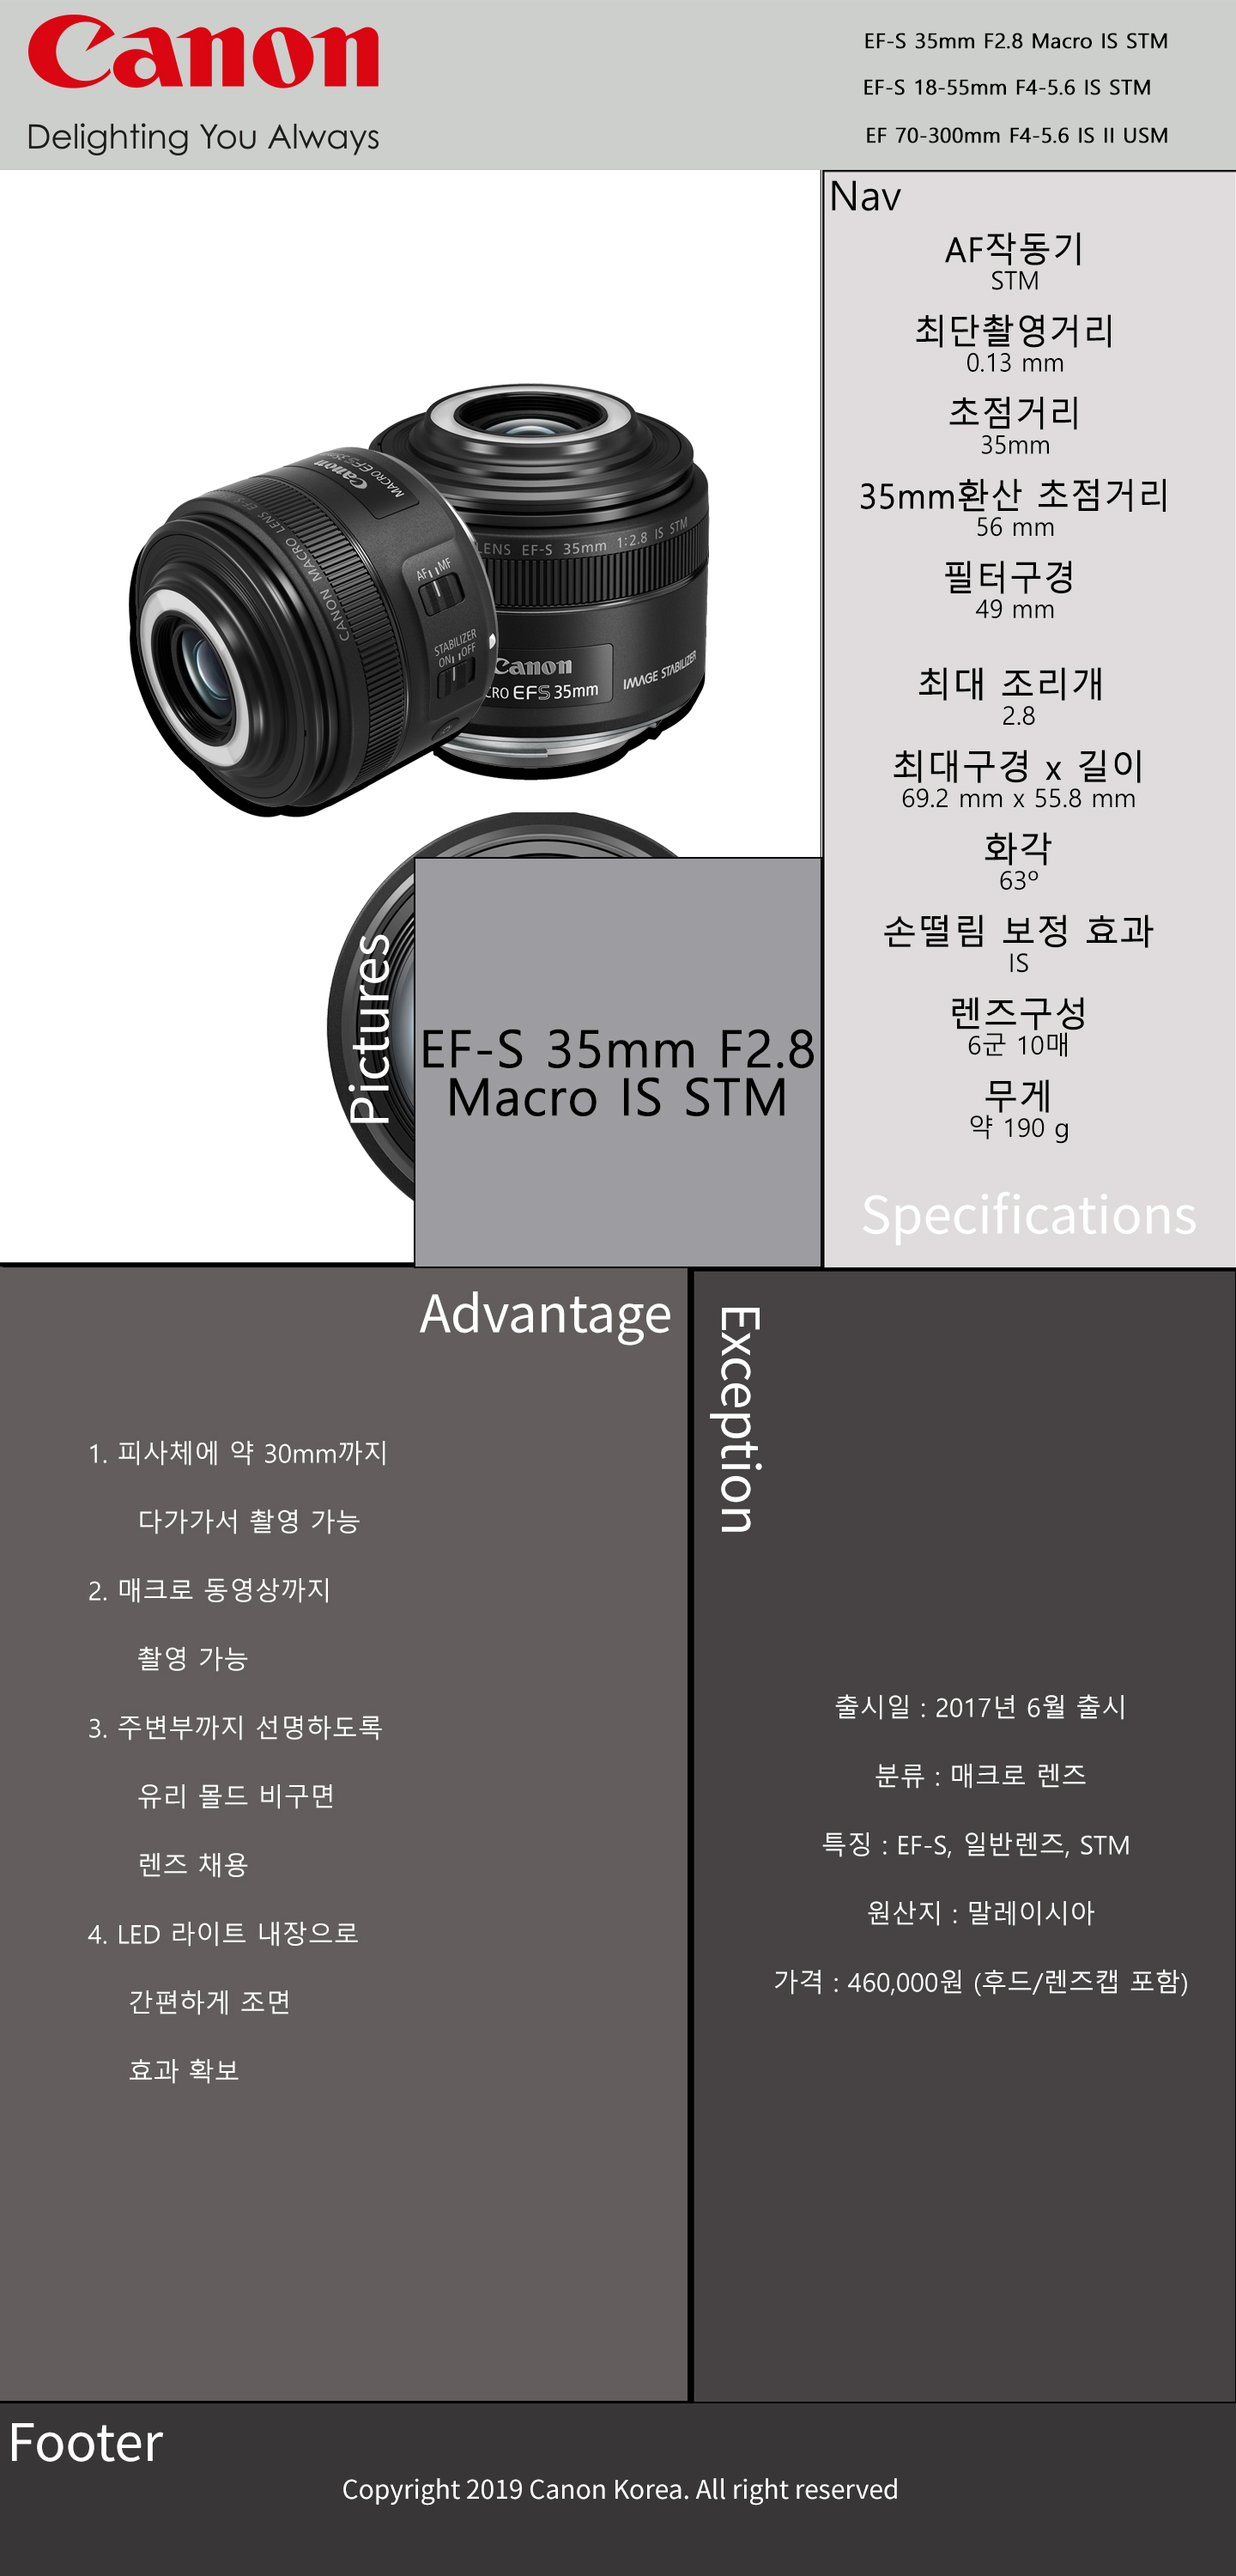 Canon
Delighting You Always
EF-S 35mm F2.8 Macro IS STM
EF-S 18-55mm F4-5.6 IS STM
EF 70-300mm F4-5.6 IS II USM
Nav
AF작동기
STM
최단촬영거리
0.13 mm
초점거리
35mm
35mm환산 초점거리
56 mm
필터구경
49 mm
최대 조리개
2.8
최대구경 x 길이
69.2 mm x 55.8 mm
화각
63º
손떨림 보정 효과
IS
렌즈구성
6군 10매
무게
약 190 g
Specifications
Canon
MACRO EFS 35mm
CANON MACRO LENS EF-S 35
AF MF
STABILIZER
ON OFF
LENS EF-S 35mm 1:2.8 IS STM
Canon
CRO EFS 35mm
IMAGE STABILIZER
Pictures
EF-S 35mm F2.8
Macro IS STM
Advantage
1. 피사체에 약 30mm까지
다가가서 촬영 가능
2. 매크로 동영상까지
촬영 가능
3. 주변부까지 선명하도록
유리 몰드 비구면
렌즈 채용
4. LED 라이트 내장으로
간편하게 조면
효과 확보
Exception
출시일 : 2017년 6월 출시
분류 : 매크로 렌즈
특징 : EF-S, 일반렌즈, STM
원산지 : 말레이시아
가격 : 460,000원 (후드/렌즈캡 포함)
Footer
Copyright 2019 Canon Korea. All right reserved